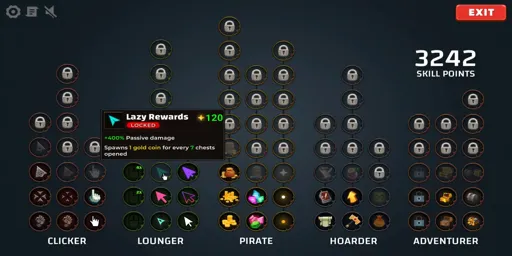 EXIT
3242
SKILL POINTS
Lazy Rewards
120
LOCKED
+400% Passive damage
Spawns 1 gold coin for every 7 chests
opened
CLICKER
LOUNGER
PIRATE
HOARDER
ADVENTURER